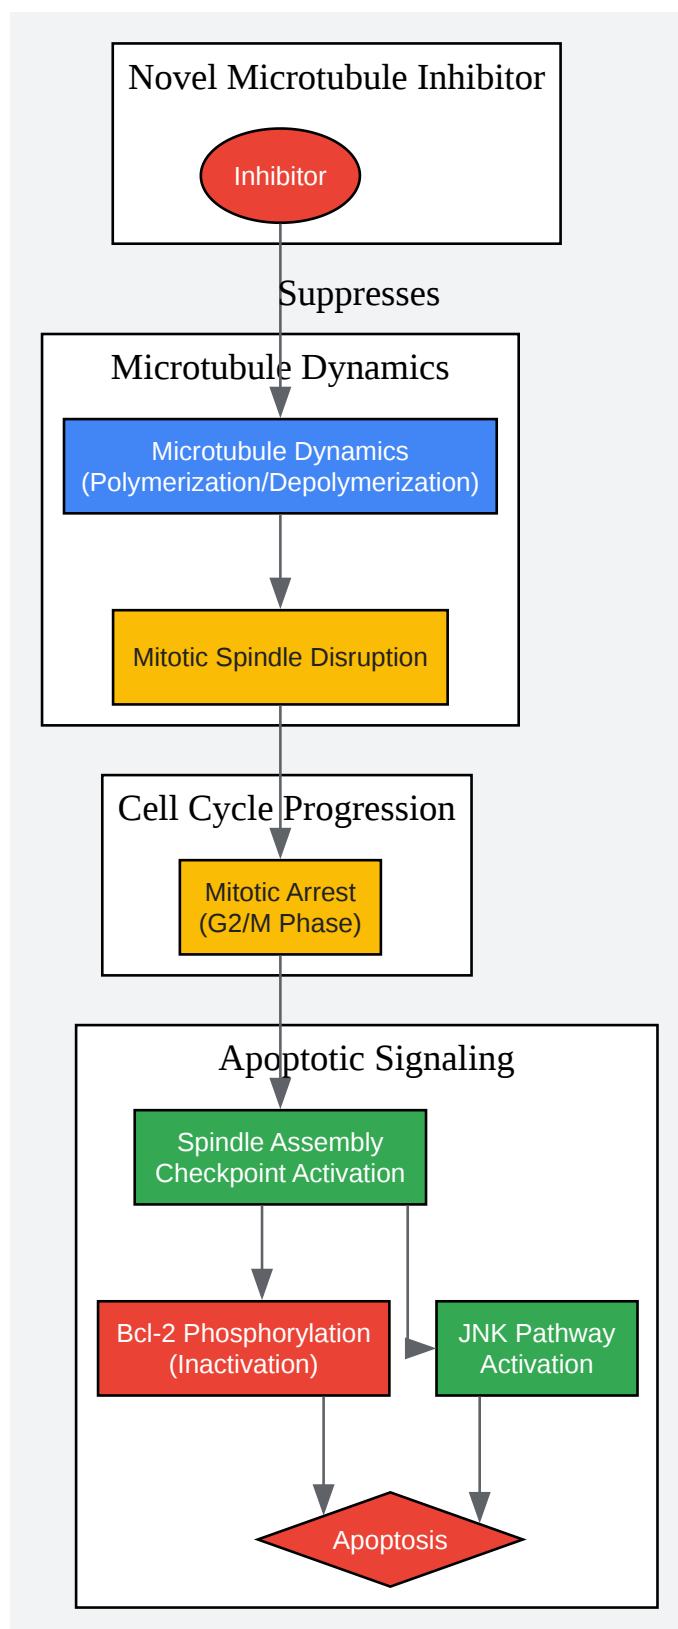 Novel Microtubule Inhibitor
Inhibitor
Suppresses
Microtubule Dynamics
Microtubule Dynamics
(Polymerization/Depolymerization)
Mitotic Spindle Disruption
Cell Cycle Progression
Mitotic Arrest
(G2/M Phase)
Apoptotic Signaling
Spindle Assembly
Checkpoint Activation
Bcl-2 Phosphorylation
(Inactivation)
JNK Pathway
Activation
Apoptosis